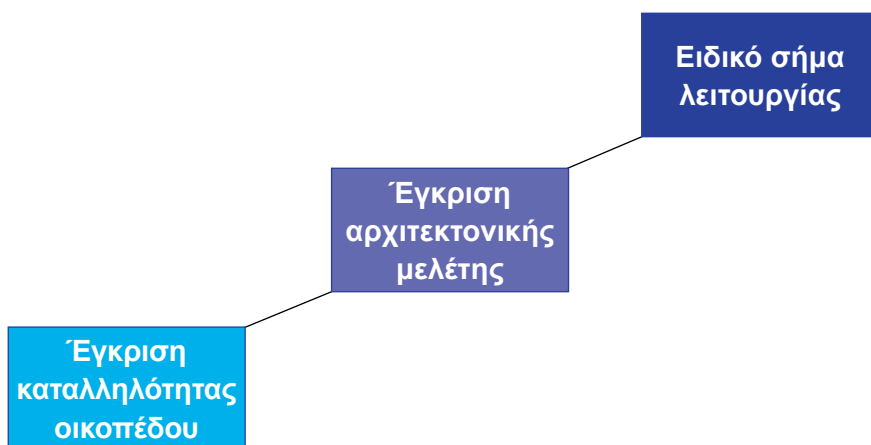 Ειδικό σήμα
λειτουργίας
Έγκριση
αρχιτεκτονικής
μελέτης
Έγκριση
καταλληλότητας
οικοπέδου